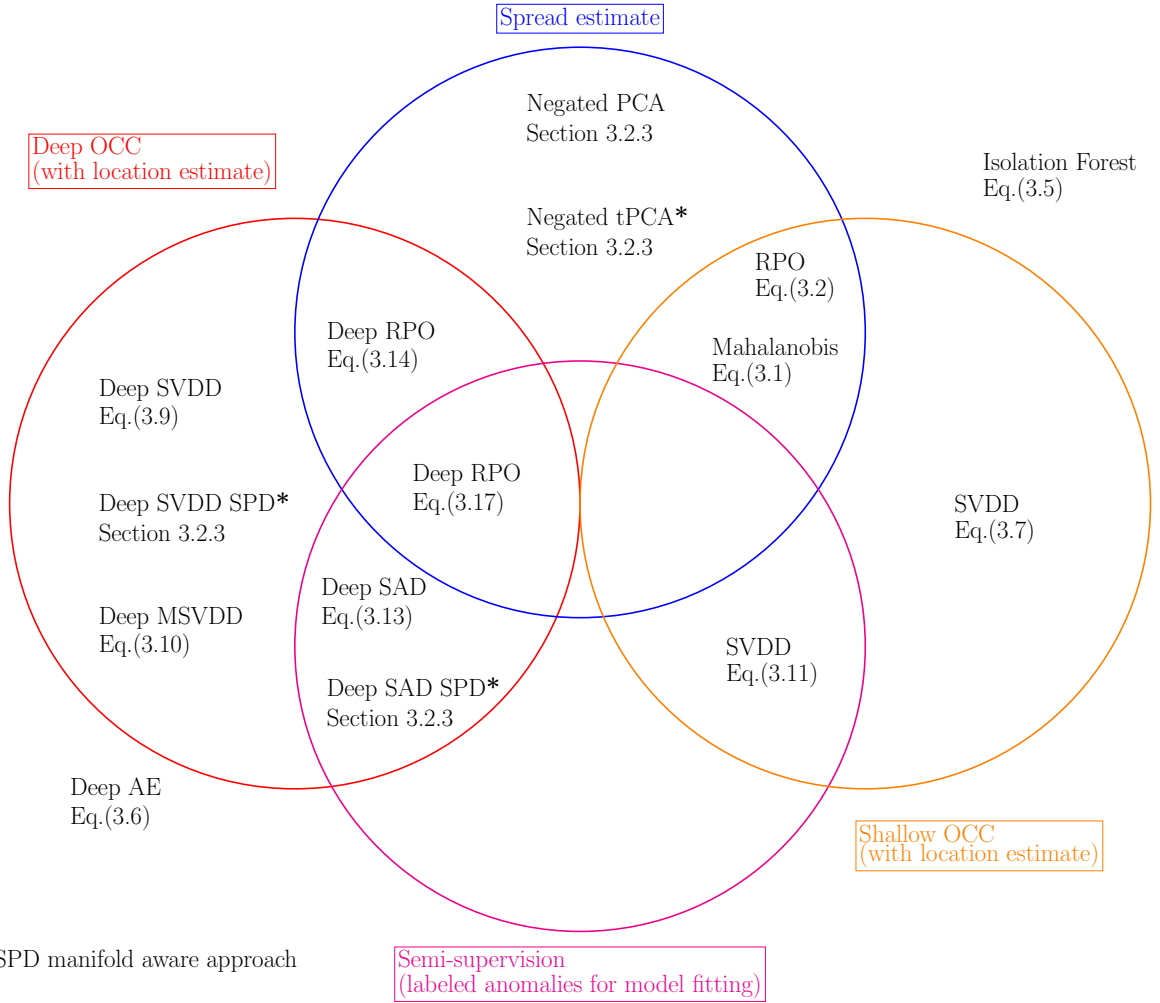 Spread estimate
Negated PCA
Section 3.2.3
Deep OCC
(with location estimate)
Isolation Forest
Eq.(3.5)
Negated tPCA*
Section 3.2.3
RPO
Eq.(3.2)
Deep RPO
Eq.(3.14)
Mahalanobis
Eq.(3.1)
Deep SVDD
Eq.(3.9)
Deep RPO
Eq.(3.17)
Deep SVDD SPD*
Section 3.2.3
SVDD
Eq.(3.7)
Deep SAD
Eq.(3.13)
Deep MSVDD
Eq.(3.10)
SVDD
Eq.(3.11)
Deep SAD SPD*
Section 3.2.3
Deep AE
Eq.(3.6)
Shallow OCC
(with location estimate)
SPD manifold aware approach
Semi-supervision
(labeled anomalies for model fitting)